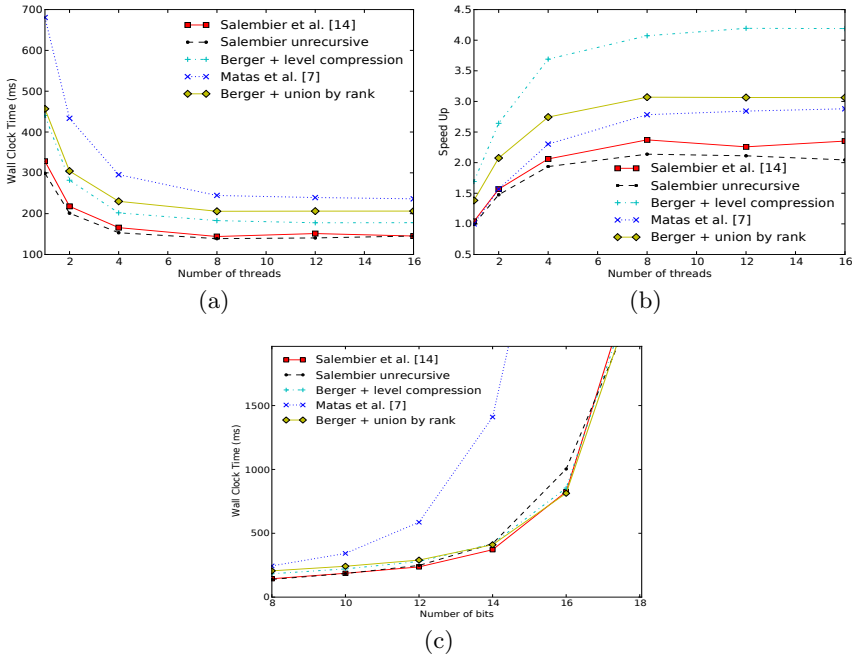 700
600
500
400
300
200
100
Wall Clock Time (ms)
Salembier et al. [14]
Salembier unrecursive
Berger + level compression
Matas et al. [7]
Berger + union by rank
2
4
6
8
10
12
14
16
Number of threads
(a)
4.5
4.0
3.5
3.0
2.5
2.0
1.5
1.0
0.5
Speed Up
Salembier et al. [14]
Salembier unrecursive
Berger + level compression
Matas et al. [7]
Berger + union by rank
2
4
6
8
10
12
14
16
Number of threads
(b)
1500
1000
500
0
Wall Clock Time (ms)
Salembier et al. [14]
Salembier unrecursive
Berger + level compression
Matas et al. [7]
Berger + union by rank
8
10
12
14
16
18
Number of bits
(c)